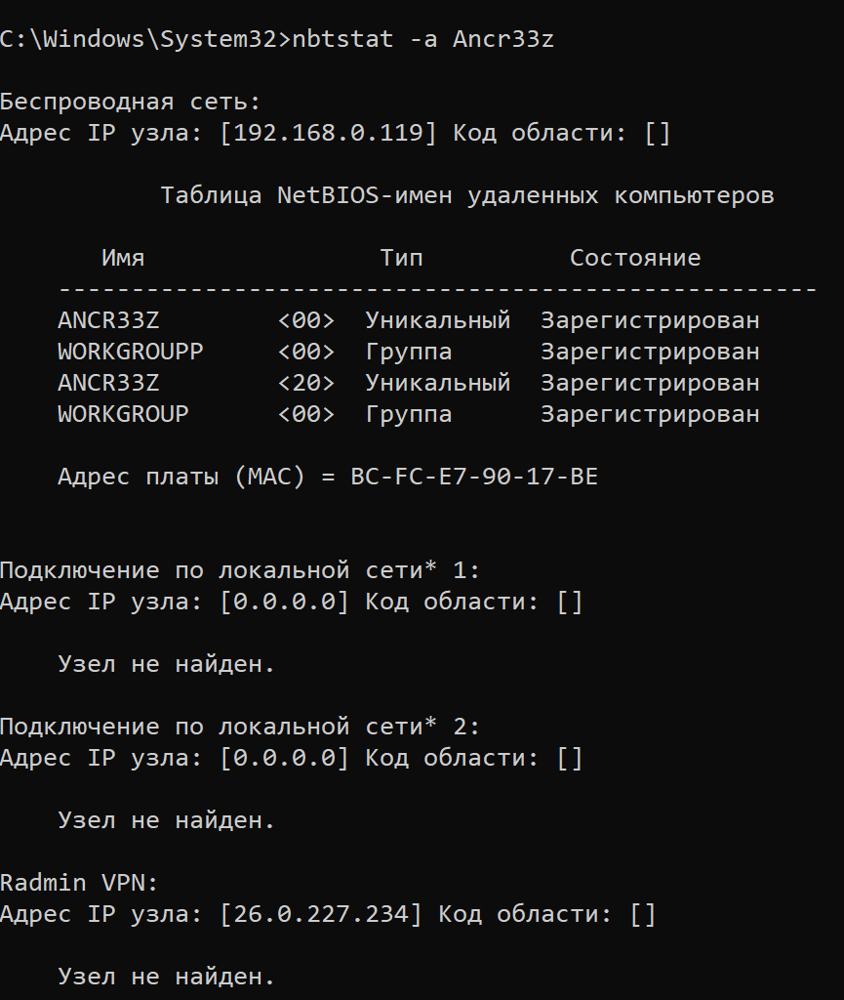 C:\Windows\System32>nbtstat -a Ancr33z
Беспроводная сеть:
Адрес IP узла: [192.168.0.119] Код области: []
Таблица NetBIOS-имен удаленных компьютеров
Имя Тип Состояние
----------------------------------------------------
ANCR33Z <00> Уникальный Зарегистрирован
WORKGROUPP <00> Группа Зарегистрирован
ANCR33Z <20> Уникальный Зарегистрирован
WORKGROUP <00> Группа Зарегистрирован
Адрес платы (MAC) = BC-FC-E7-90-17-BE
Подключение по локальной сети* 1:
Адрес IP узла: [0.0.0.0] Код области: []
Узел не найден.
Подключение по локальной сети* 2:
Адрес IP узла: [0.0.0.0] Код области: []
Узел не найден.
Radmin VPN:
Адрес IP узла: [26.0.227.234] Код области: []
Узел не найден.